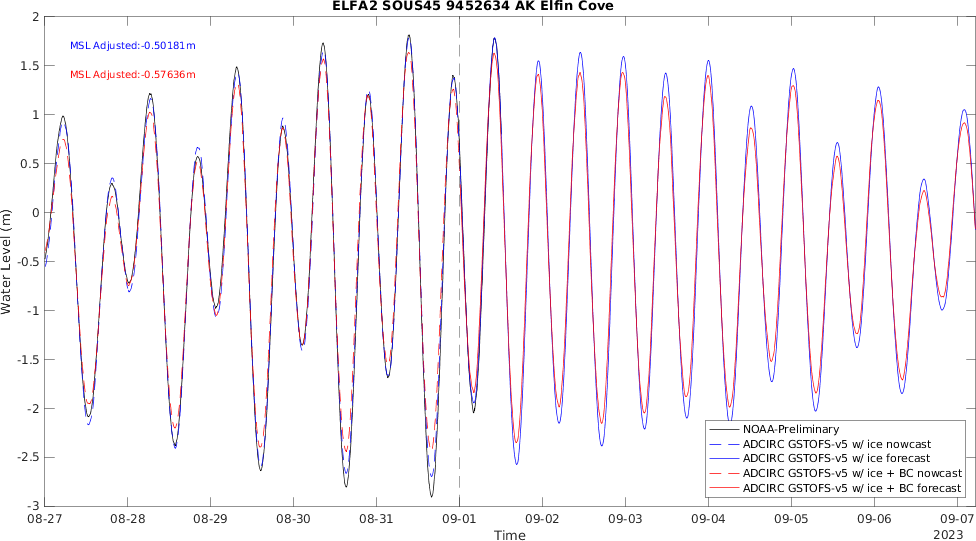 ELFA2 SOUS45 9452634 AK Elfin Cove
MSL Adjusted:-0.50181m
MSL Adjusted:-0.57636m
2
1.5
1
0.5
0
-0.5
-1
-1.5
-2
-2.5
-3
Water Level (m)
NOAA-Preliminary
ADCIRC GSTOFS-v5 w/ ice nowcast
ADCIRC GSTOFS-v5 w/ ice forecast
ADCIRC GSTOFS-v5 w/ ice + BC nowcast
ADCIRC GSTOFS-v5 w/ ice + BC forecast
08-27 08-28 08-29 08-30 08-31 09-01 09-02 09-03 09-04 09-05 09-06 09-07
Time
2023